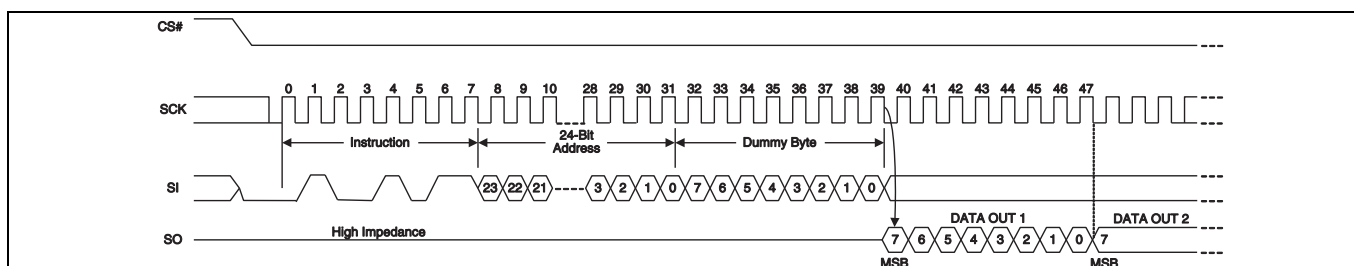 CS#
0 1 2 3 4 5 6 7 8 9 10 28 29 30 31 32 33 34 35 36 37 38 39 40 41 42 43 44 45 46 47
SCK
Instruction
24-Bit
Address
Dummy Byte
SI
23 22 21 3 2 1 0 7 6 5 4 3 2 1 0
DATA OUT 1 DATA OUT 2
SO
High Impedance
7 6 5 4 3 2 1 0 7
MSB MSB